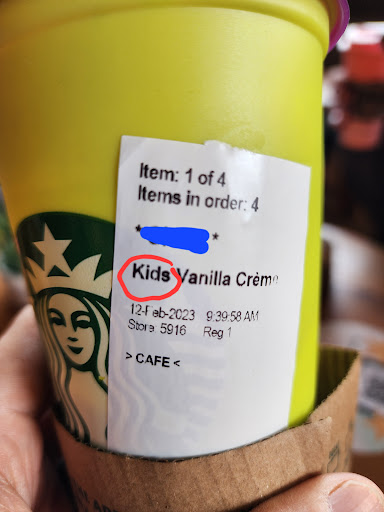 Item: 1 of 4
Items in order: 4
* *
Kids Vanilla Crème
12-Feb-2023 9:39:58 AM
Store: 5916 Reg 1
> CAFE <